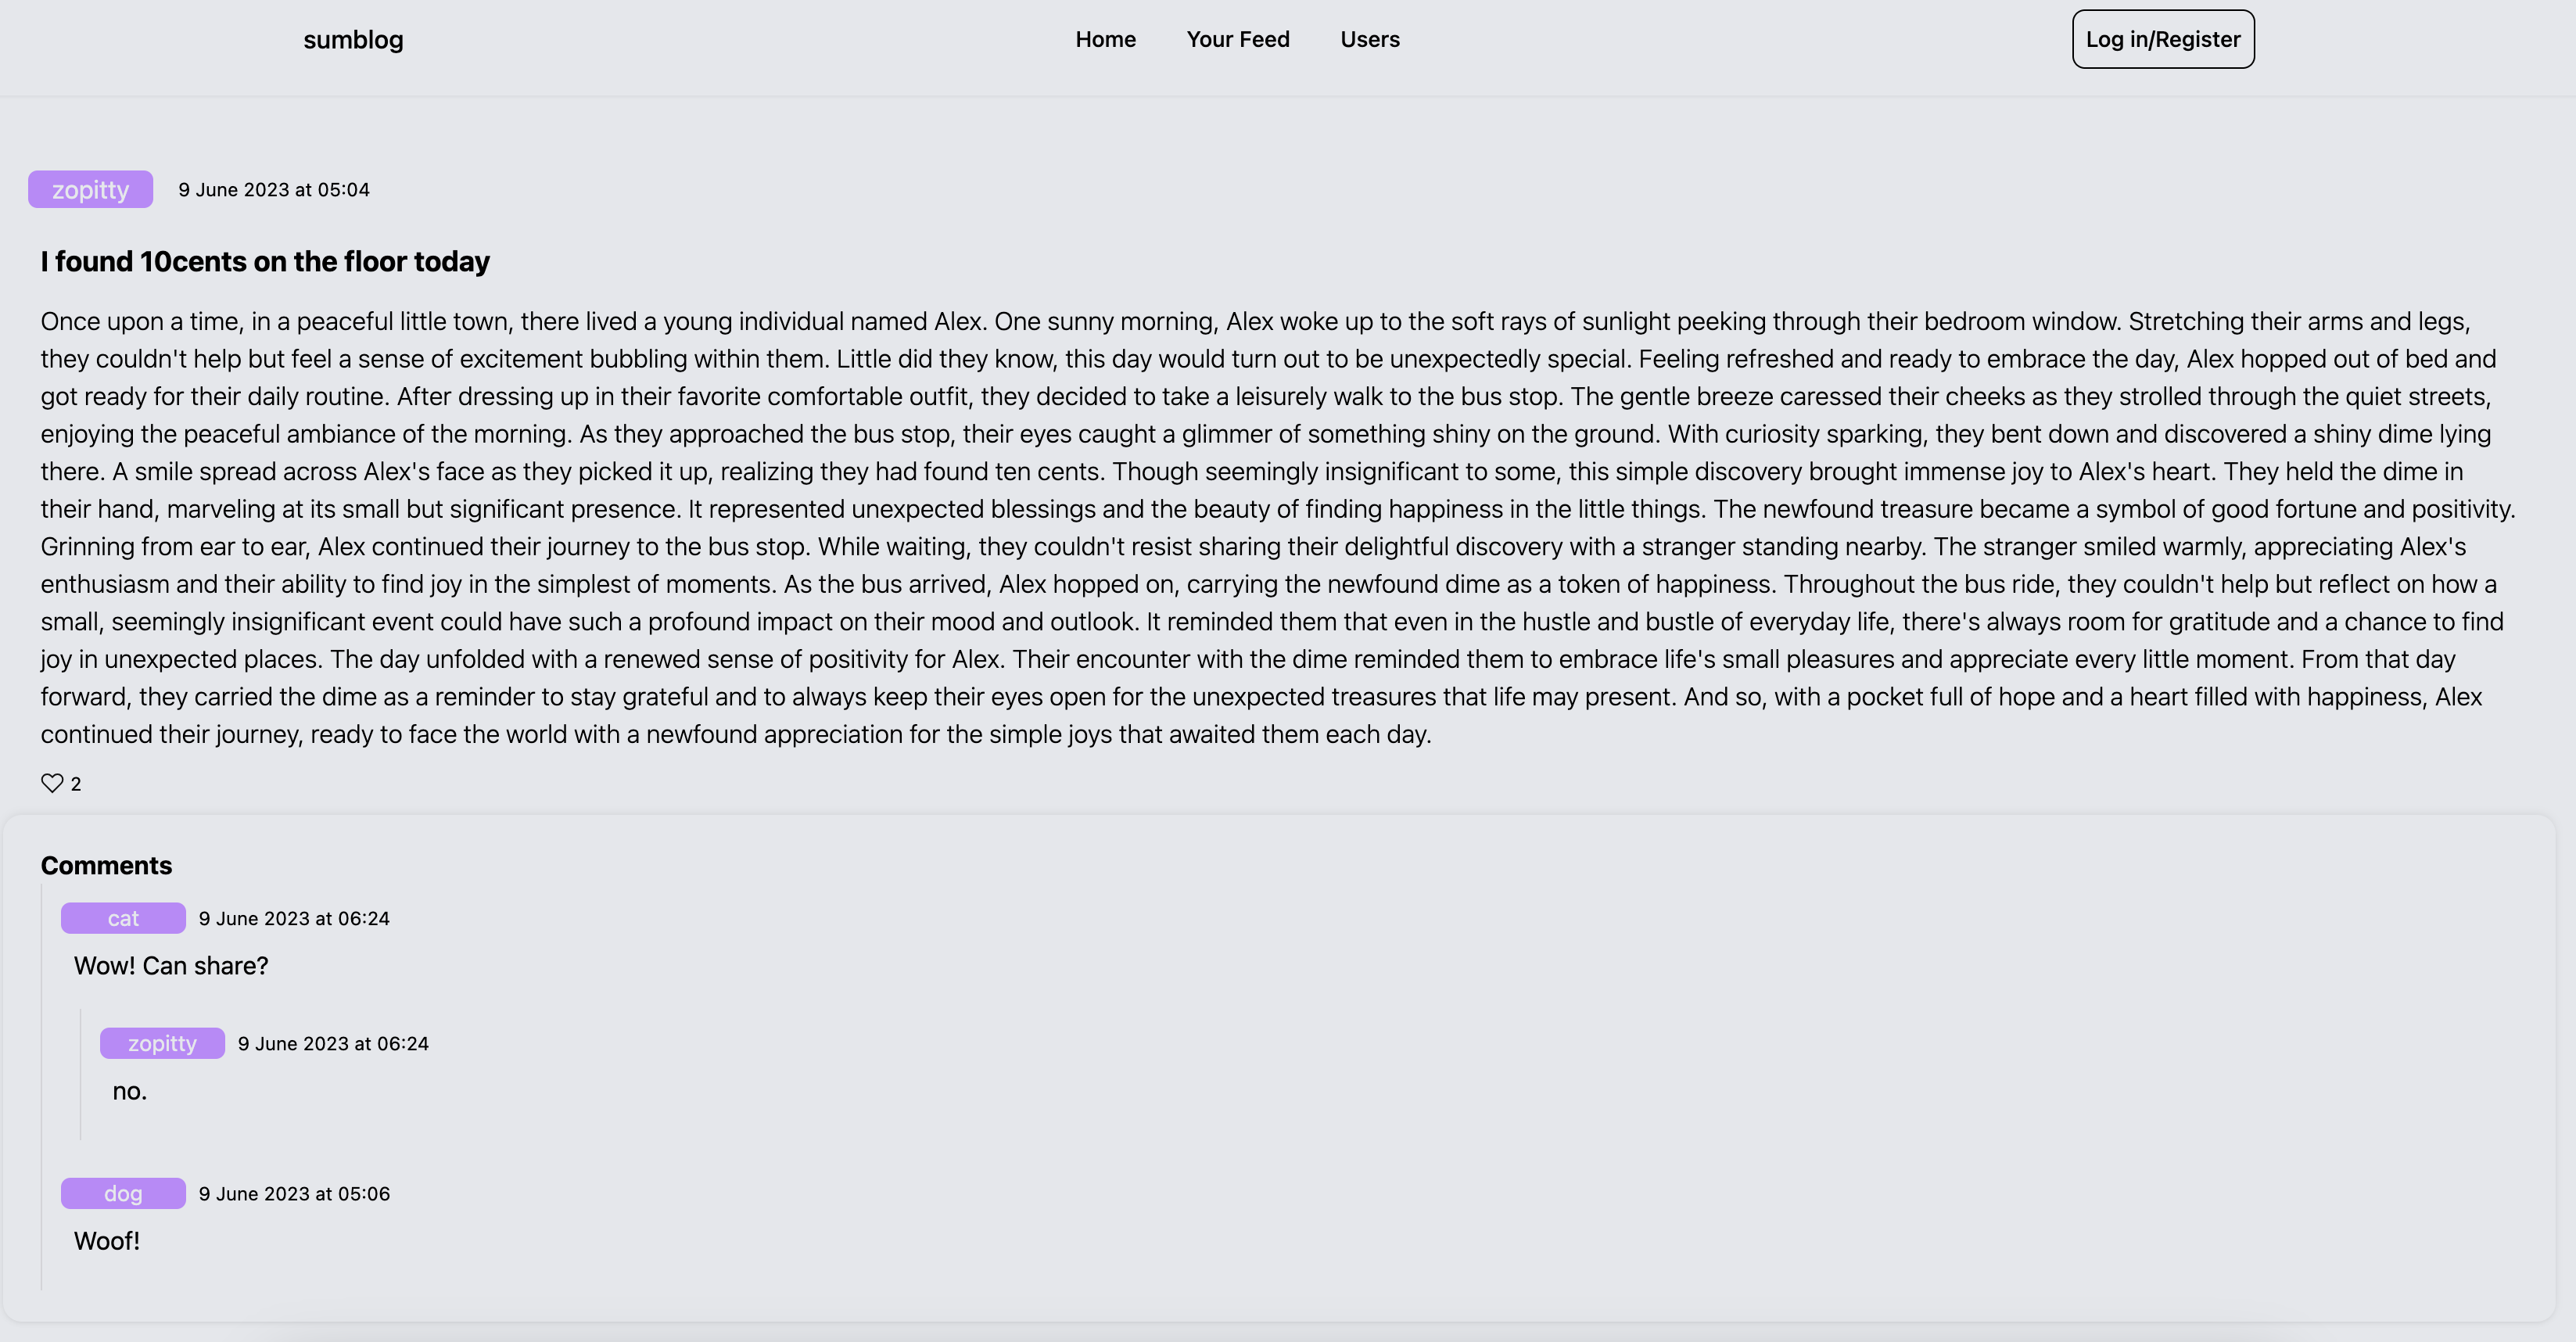 sumblog
Home Your Feed Users
Log in/Register
zopitty 9 June 2023 at 05:04
I found 10cents on the floor today
Once upon a time, in a peaceful little town, there lived a young individual named Alex. One sunny morning, Alex woke up to the soft rays of sunlight peeking through their bedroom window. Stretching their arms and legs,
they couldn't help but feel a sense of excitement bubbling within them. Little did they know, this day would turn out to be unexpectedly special. Feeling refreshed and ready to embrace the day, Alex hopped out of bed and
got ready for their daily routine. After dressing up in their favorite comfortable outfit, they decided to take a leisurely walk to the bus stop. The gentle breeze caressed their cheeks as they strolled through the quiet streets,
enjoying the peaceful ambiance of the morning. As they approached the bus stop, their eyes caught a glimmer of something shiny on the ground. With curiosity sparking, they bent down and discovered a shiny dime lying
there. A smile spread across Alex's face as they picked it up, realizing they had found ten cents. Though seemingly insignificant to some, this simple discovery brought immense joy to Alex's heart. They held the dime in
their hand, marveling at its small but significant presence. It represented unexpected blessings and the beauty of finding happiness in the little things. The newfound treasure became a symbol of good fortune and positivity.
Grinning from ear to ear, Alex continued their journey to the bus stop. While waiting, they couldn't resist sharing their delightful discovery with a stranger standing nearby. The stranger smiled warmly, appreciating Alex's
enthusiasm and their ability to find joy in the simplest of moments. As the bus arrived, Alex hopped on, carrying the newfound dime as a token of happiness. Throughout the bus ride, they couldn't help but reflect on how a
small, seemingly insignificant event could have such a profound impact on their mood and outlook. It reminded them that even in the hustle and bustle of everyday life, there's always room for gratitude and a chance to find
joy in unexpected places. The day unfolded with a renewed sense of positivity for Alex. Their encounter with the dime reminded them to embrace life's small pleasures and appreciate every little moment. From that day
forward, they carried the dime as a reminder to stay grateful and to always keep their eyes open for the unexpected treasures that life may present. And so, with a pocket full of hope and a heart filled with happiness, Alex
continued their journey, ready to face the world with a newfound appreciation for the simple joys that awaited them each day.
2
Comments
cat 9 June 2023 at 06:24
Wow! Can share?
zopitty 9 June 2023 at 06:24
no.
dog 9 June 2023 at 05:06
Woof!